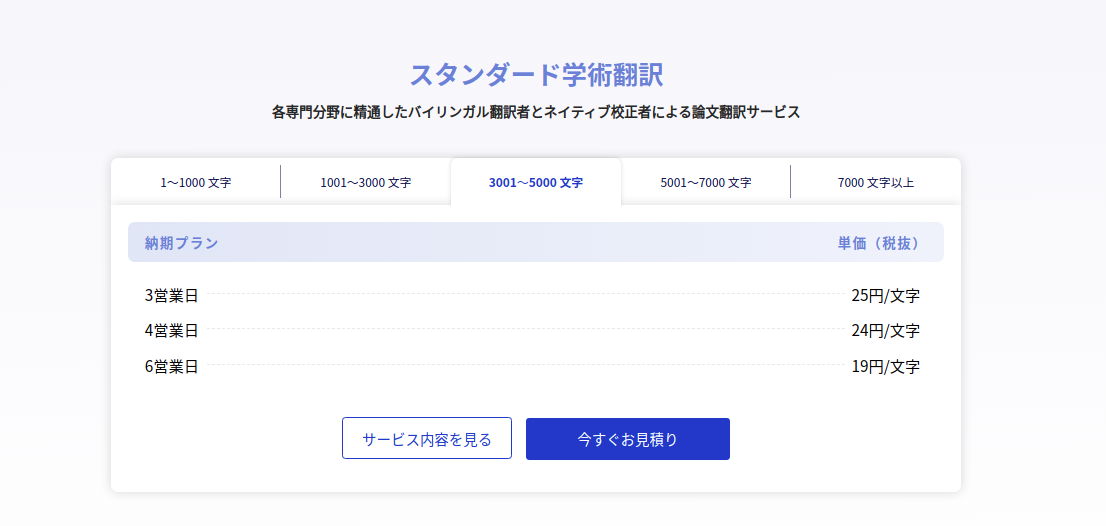 スタンダード学術翻訳
各専門分野に精通したバイリンガル翻訳者とネイティブ校正者による論文翻訳サービス
1～1000 文字 1001～3000 文字 3001～5000 文字 5001～7000 文字 7000 文字以上
納期プラン 単価（税抜）
3営業日 25円/文字
4営業日 24円/文字
6営業日 19円/文字
サービス内容を見る 今すぐお見積り